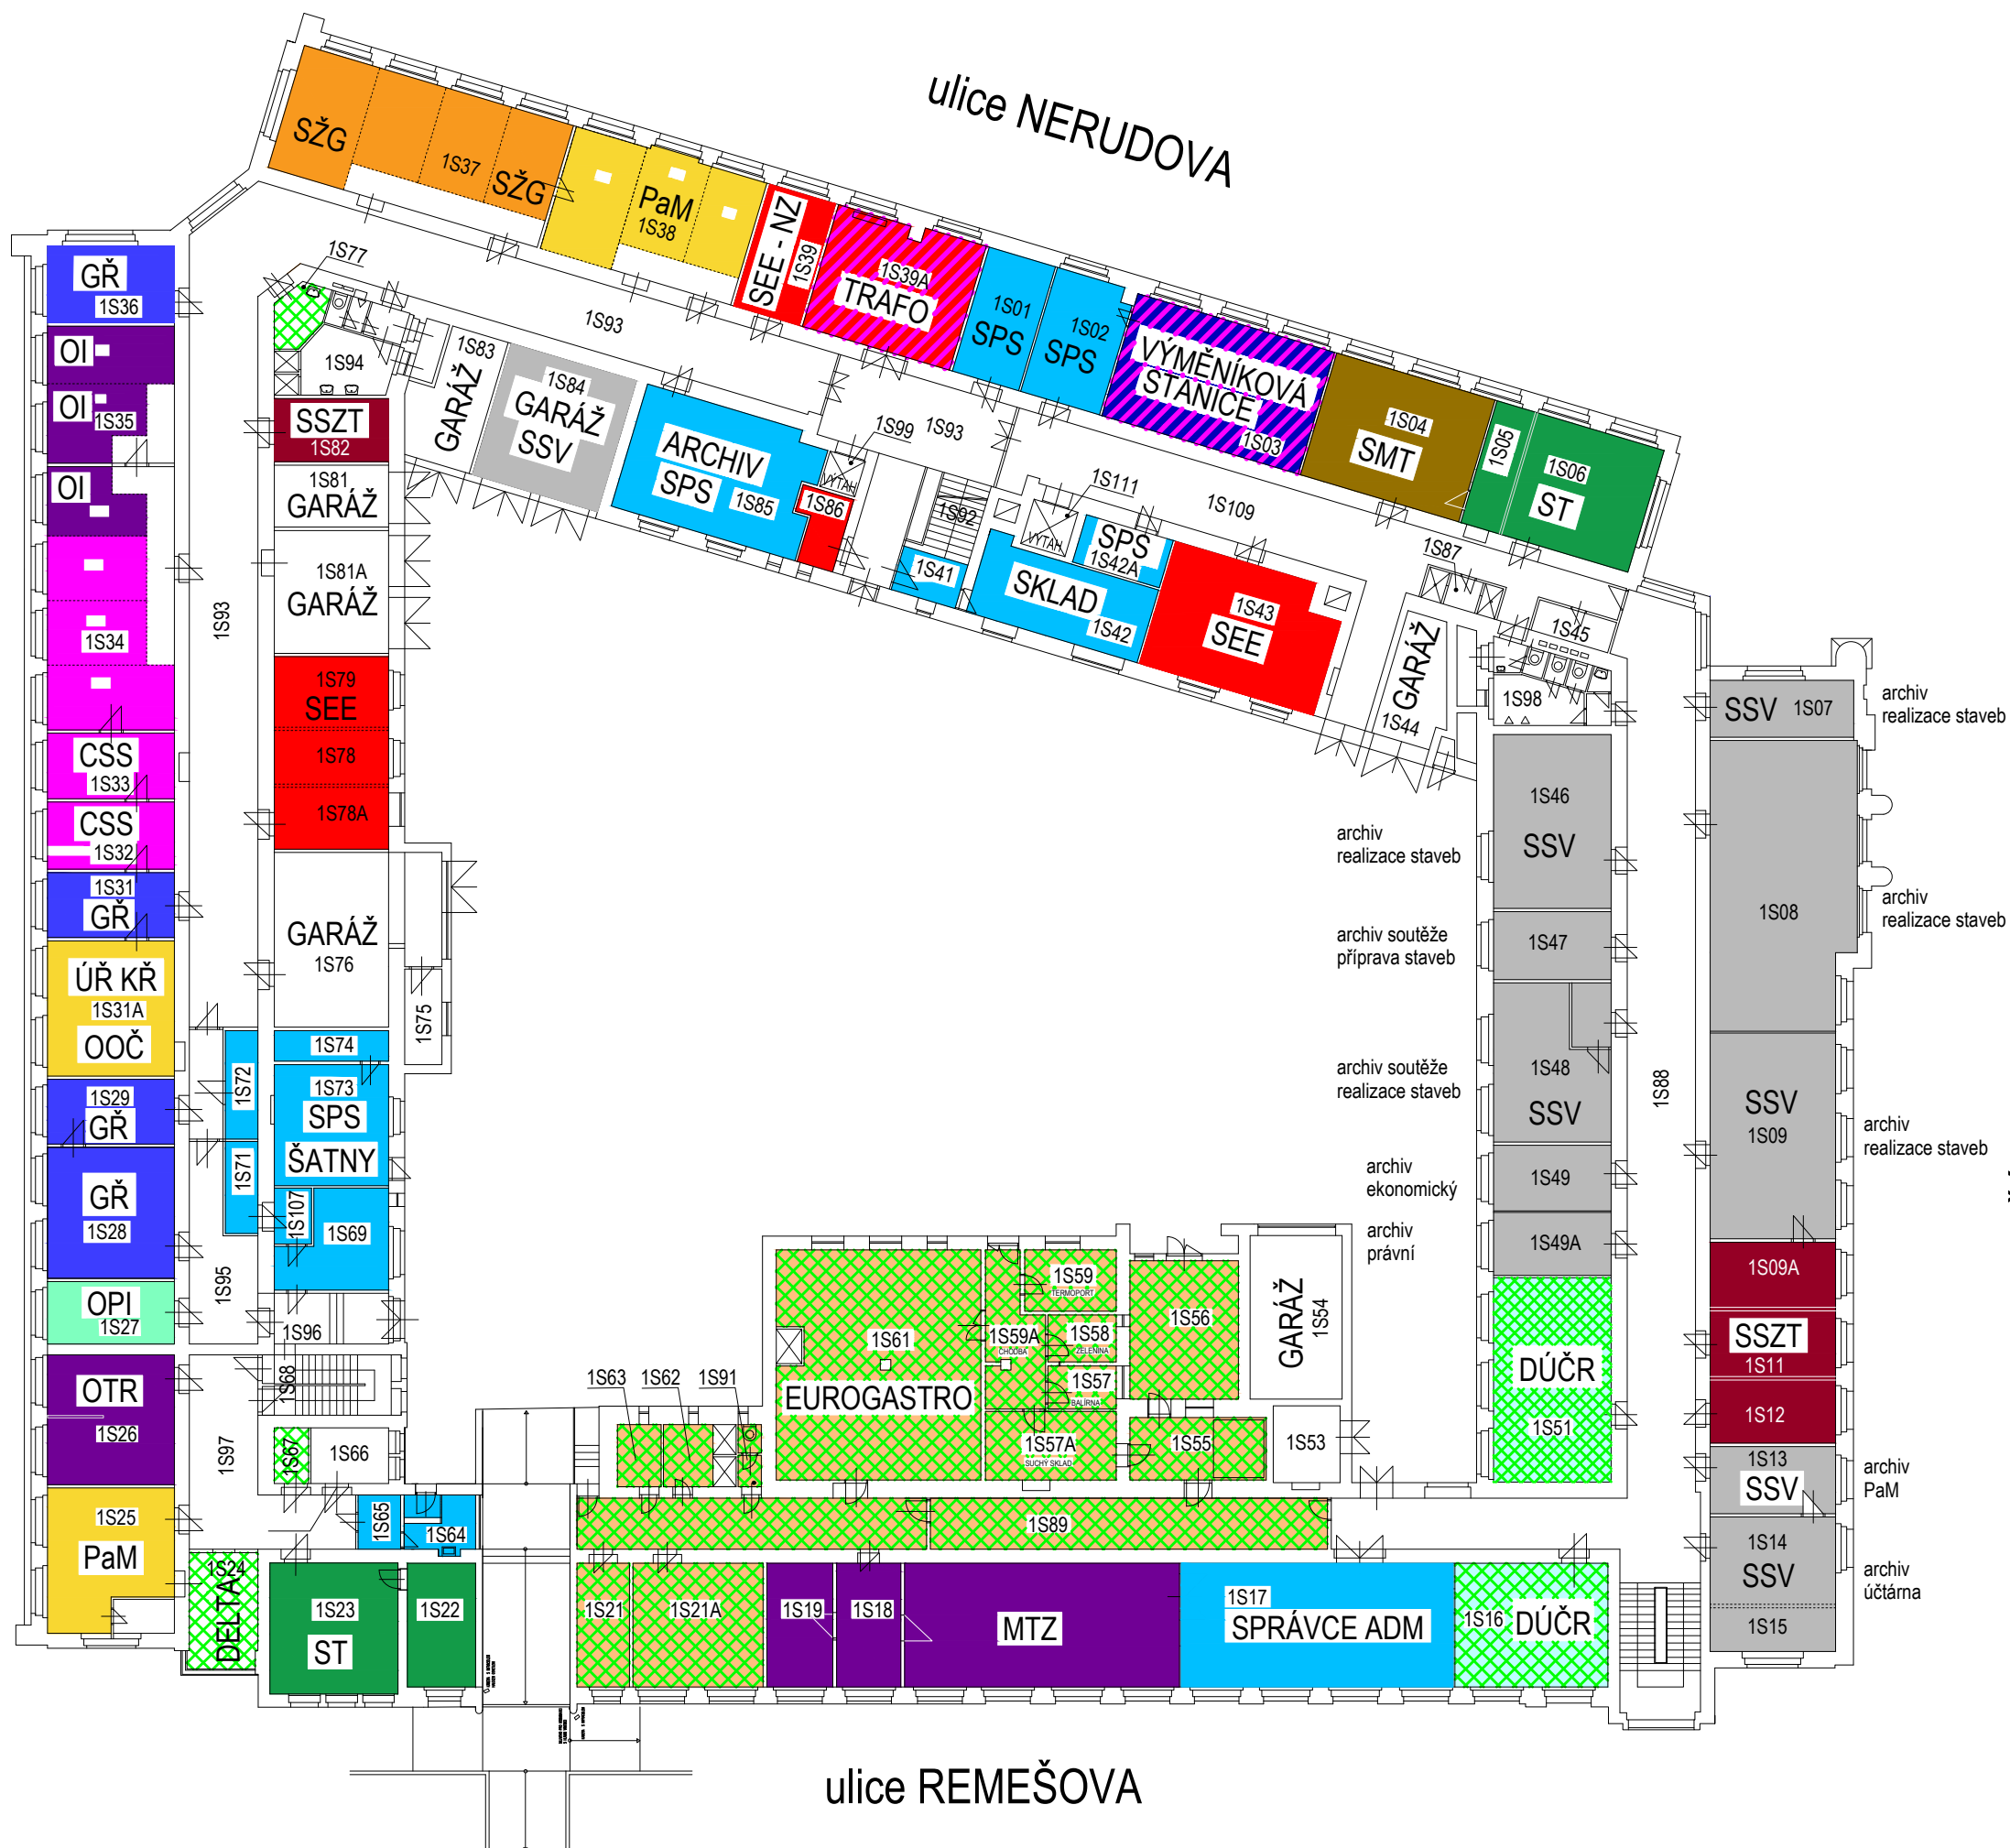 ulice NERUDOVA
SŽG
1S37
SŽG
PaM
1S38
SEE - NZ
1S39
1S39A
TRAFO
1S01
SPS
1S02
SPS
VÝMĚNÍKOVÁ
STANICE
1S03
1S04
SMT
1S05
1S06
ST
1S77
1S93
1S94
1S83
GARÁŽ
1S84
GARÁŽ
SSV
ARCHIV
SPS
1S85
1S99
VÝTAH
1S86
1S93
1S92
1S111
VÝTAH
1S109
SPS
1S42A
1S41
SKLAD
1S42
1S43
SEE
1S87
1S45
GARÁŽ
1S44
1S98
GŘ
1S36
OI
OI
1S35
OI
1S34
CSS
1S33
CSS
1S32
1S31
GŘ
ÚŘ KŘ
1S31A
OOČ
1S29
GŘ
GŘ
1S28
OPI
1S27
OTR
1S26
1S25
PaM
1S93
SSZT
1S82
1S81
GARÁŽ
1S81A
GARÁŽ
1S79
SEE
1S78
1S78A
GARÁŽ
1S76
1S75
1S74
1S72
1S73
SPS
ŠATNY
1S71
1S107
1S69
1S95
1S96
1S68
1S97
1S67
1S66
1S65
1S64
1S24
DELTA
1S23
ST
1S22
SSV 1S07
archiv
realizace staveb
1S46
SSV
archiv
realizace staveb
1S08
archiv
realizace staveb
1S47
archiv soutěže
příprava staveb
1S48
SSV
archiv soutěže
realizace staveb
1S88
SSV
1S09
archiv
realizace staveb
1S49
archiv
ekonomický
1S49A
archiv
právní
1S09A
SSZT
1S11
1S12
DÚČR
1S51
1S13
SSV
archiv
PaM
1S14
SSV
archiv
účtárna
1S15
1S63
1S62
1S91
1S61
EUROGASTRO
1S59
TERMOPORT
1S59A
CHODBA
1S58
ZELENINA
1S57
BALÍRNA
1S57A
SUCHÝ SKLAD
1S56
1S55
GARÁŽ
1S54
1S53
1S89
1S21
1S21A
1S19
1S18
MTZ
1S17
SPRÁVCE ADM
1S16
DÚČR
ulice REMEŠOVA